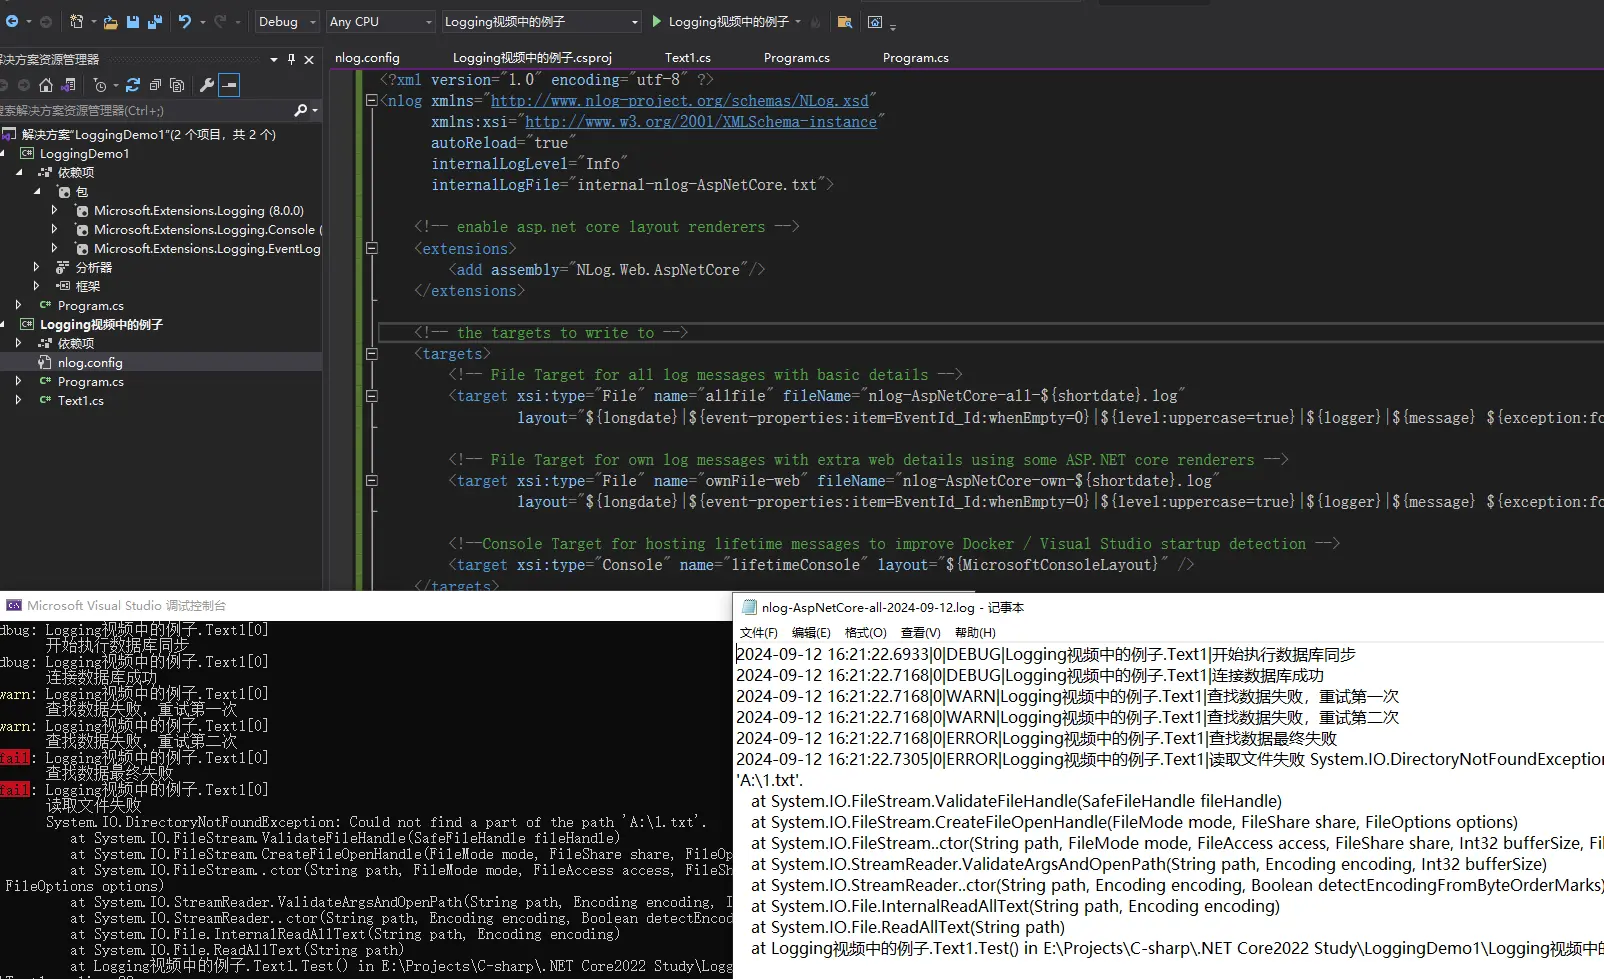 Debug
Any CPU
Logging视频中的例子
Logging视频中的例子
解决方案资源管理器
nlog.config
Logging视频中的例子.csproj
Text1.cs
Program.cs
Program.cs
搜索解决方案资源管理器(Ctrl+;)
解决方案"LoggingDemo1"(2 个项目, 共 2 个)
LoggingDemo1
依赖项
包
Microsoft.Extensions.Logging (8.0.0)
Microsoft.Extensions.Logging.Console (
Microsoft.Extensions.Logging.EventLog
分析器
框架
Program.cs
Logging视频中的例子
依赖项
nlog.config
Program.cs
Text1.cs
<?xml version="1.0" encoding="utf-8" ?>
<nlog xmlns="http://www.nlog-project.org/schemas/NLog.xsd"
xmlns:xsi="http://www.w3.org/2001/XMLSchema-instance"
autoReload="true"
internalLogLevel="Info"
internalLogFile="internal-nlog-AspNetCore.txt">
<!-- enable asp.net core layout renderers -->
<extensions>
<add assembly="NLog.Web.AspNetCore"/>
</extensions>
<!-- the targets to write to -->
<targets>
<!-- File Target for all log messages with basic details -->
<target xsi:type="File" name="allfile" fileName="nlog-AspNetCore-all-${shortdate}.log"
layout="${longdate}|${event-properties:item=EventId_Id:whenEmpty=0}|${level:uppercase=true}|${logger}|${message} ${exception:fo
<!-- File Target for own log messages with extra web details using some ASP.NET core renderers -->
<target xsi:type="File" name="ownFile-web" fileName="nlog-AspNetCore-own-${shortdate}.log"
layout="${longdate}|${event-properties:item=EventId_Id:whenEmpty=0}|${level:uppercase=true}|${logger}|${message} ${exception:fo
<!--Console Target for hosting lifetime messages to improve Docker / Visual Studio startup detection -->
<target xsi:type="Console" name="lifetimeConsole" layout="${MicrosoftConsoleLayout}" />
</targets>
Microsoft Visual Studio 调试控制台
dbug: Logging视频中的例子.Text1[0]
开始执行数据库同步
dbug: Logging视频中的例子.Text1[0]
连接数据库成功
warn: Logging视频中的例子.Text1[0]
查找数据失败, 重试第一次
warn: Logging视频中的例子.Text1[0]
查找数据失败, 重试第二次
fail: Logging视频中的例子.Text1[0]
查找数据最终失败
fail: Logging视频中的例子.Text1[0]
读取文件失败
System.IO.DirectoryNotFoundException: Could not find a part of the path 'A:\1.txt'.
at System.IO.FileStream.ValidateFileHandle(SafeFileHandle fileHandle)
at System.IO.FileStream.CreateFileOpenHandle(FileMode mode, FileShare share, FileOp
at System.IO.FileStream..ctor(String path, FileMode mode, FileAccess access, FileSh
FileOptions options)
at System.IO.StreamReader.ValidateArgsAndOpenPath(String path, Encoding encoding, I
at System.IO.StreamReader..ctor(String path, Encoding encoding, Boolean detectEncod
at System.IO.File.InternalReadAllText(String path, Encoding encoding)
at System.IO.File.ReadAllText(String path)
at Logging视频中的例子.Text1.Test() in E:\Projects\C-sharp\.NET Core2022 Study\Logg
nlog-AspNetCore-all-2024-09-12.log - 记事本
文件(F) 编辑(E) 格式(O) 查看(V) 帮助(H)
2024-09-12 16:21:22.6933|0|DEBUG|Logging视频中的例子.Text1|开始执行数据库同步
2024-09-12 16:21:22.7168|0|DEBUG|Logging视频中的例子.Text1|连接数据库成功
2024-09-12 16:21:22.7168|0|WARN|Logging视频中的例子.Text1|查找数据失败, 重试第一次
2024-09-12 16:21:22.7168|0|WARN|Logging视频中的例子.Text1|查找数据失败, 重试第二次
2024-09-12 16:21:22.7168|0|ERROR|Logging视频中的例子.Text1|查找数据最终失败
2024-09-12 16:21:22.7305|0|ERROR|Logging视频中的例子.Text1|读取文件失败 System.IO.DirectoryNotFoundException
'A:\1.txt'.
at System.IO.FileStream.ValidateFileHandle(SafeFileHandle fileHandle)
at System.IO.FileStream.CreateFileOpenHandle(FileMode mode, FileShare share, FileOptions options)
at System.IO.FileStream..ctor(String path, FileMode mode, FileAccess access, FileShare share, Int32 bufferSize, Fil
at System.IO.StreamReader.ValidateArgsAndOpenPath(String path, Encoding encoding, Int32 bufferSize)
at System.IO.StreamReader..ctor(String path, Encoding encoding, Boolean detectEncodingFromByteOrderMarks)
at System.IO.File.InternalReadAllText(String path, Encoding encoding)
at System.IO.File.ReadAllText(String path)
at Logging视频中的例子.Text1.Test() in E:\Projects\C-sharp\.NET Core2022 Study\LoggingDemo1\Logging视频中的